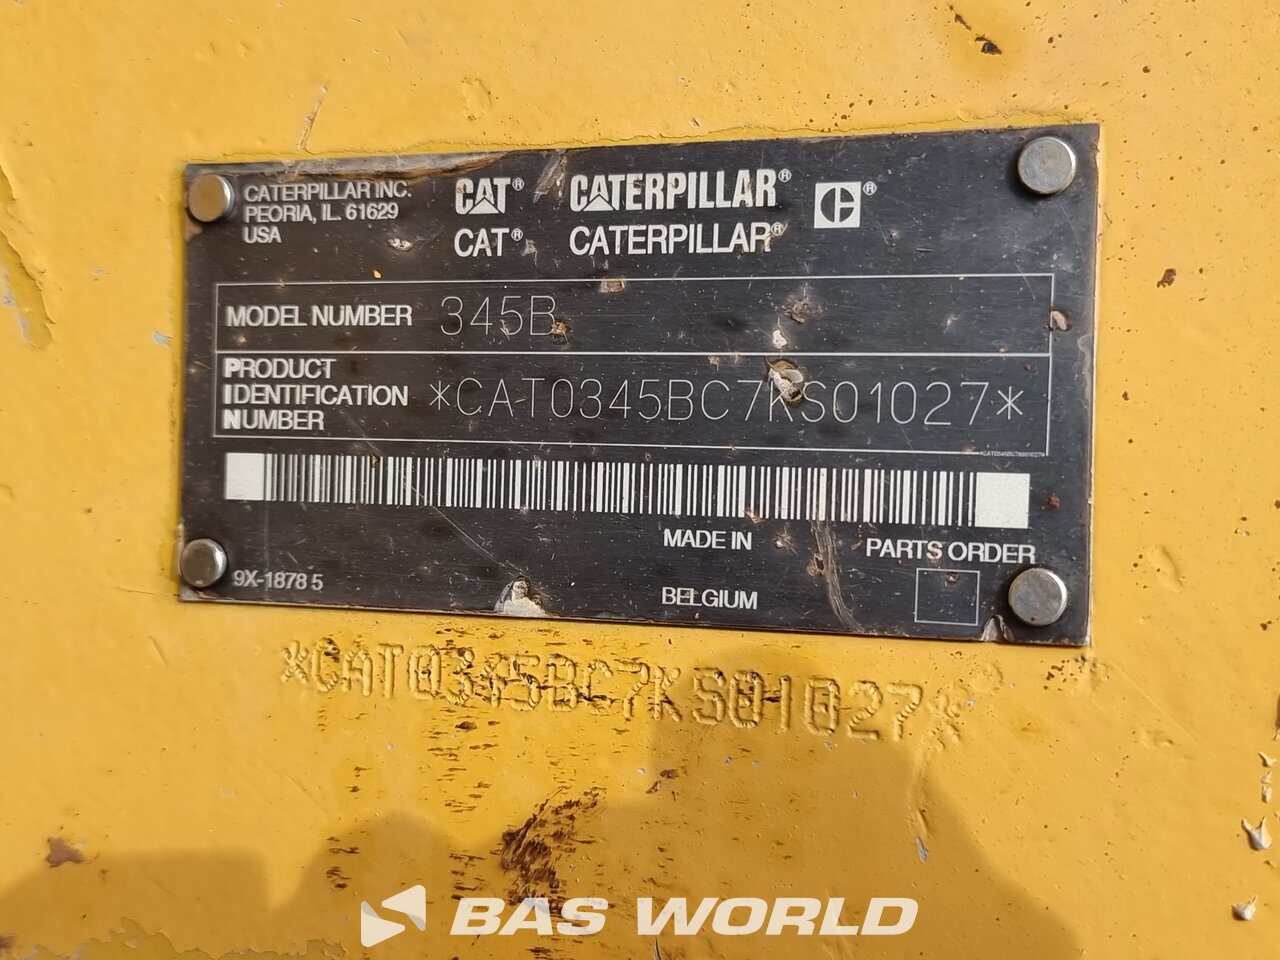 CATERPILLAR INC.
PEORIA, IL 61629
USA
CAT® CATERPILLAR® C®
CAT® CATERPILLAR®
MODEL NUMBER 345B
PRODUCT
IDENTIFICATION
NUMBER
*CAT0345BC7KS01027*
*CAT0345BC7KS01027*
MADE IN
BELGIUM
PARTS ORDER
9X-1878 5
*CAT0345BC7KS01027*
BAS WORLD